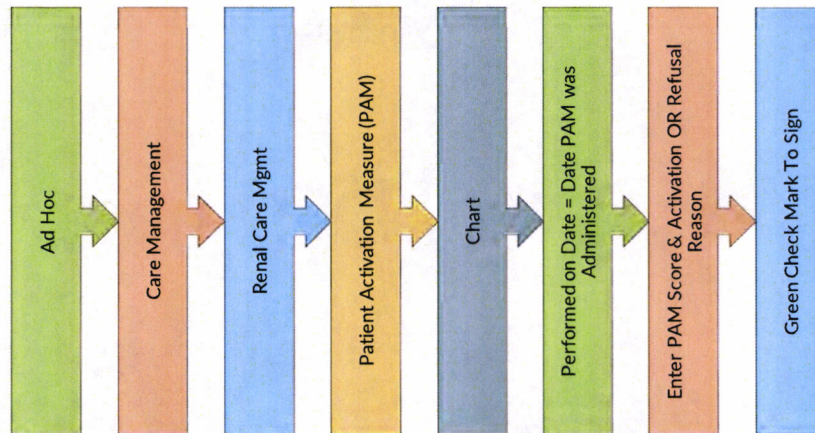 Ad Hoc
Care Management
Renal Care Mgmt
Patient Activation Measure (PAM)
Chart
Performed on Date = Date PAM was
Administered
Enter PAM Score & Activation OR Refusal
Reason
Green Check Mark To Sign